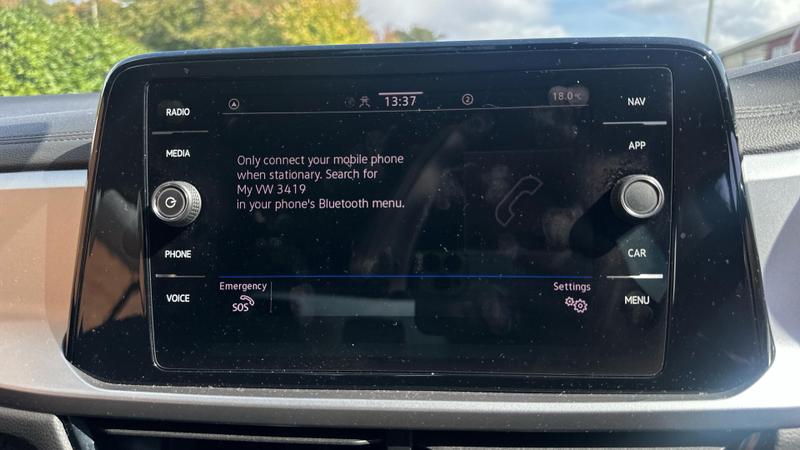 13:37
2
18.0°C
RADIO
MEDIA
PHONE
VOICE
Only connect your mobile phone
when stationary. Search for
My VW 3419
in your phone's Bluetooth menu.
Emergency
SOS
Settings
NAV
APP
CAR
MENU